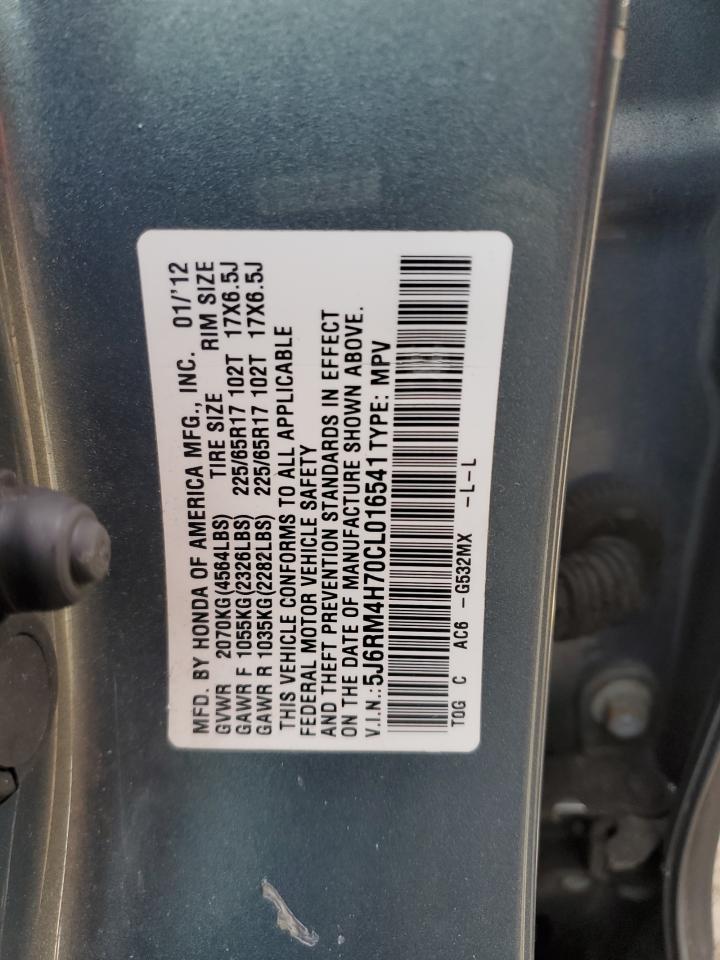 MFD. BY HONDA OF AMERICA MFG., INC. 01/'12
GVWR 2070KG(4564LBS) TIRE SIZE RIM SIZE
GAWR F 1055KG(2326LBS) 225/65R17 102T 17X6.5J
GAWR R 1035KG(2282LBS) 225/65R17 102T 17X6.5J
THIS VEHICLE CONFORMS TO ALL APPLICABLE
FEDERAL MOTOR VEHICLE SAFETY
AND THEFT PREVENTION STANDARDS IN EFFECT
ON THE DATE OF MANUFACTURE SHOWN ABOVE.
V.I.N.:5J6RM4H70CL016541 TYPE: MPV
T0G C AC6 -G532MX -L-L